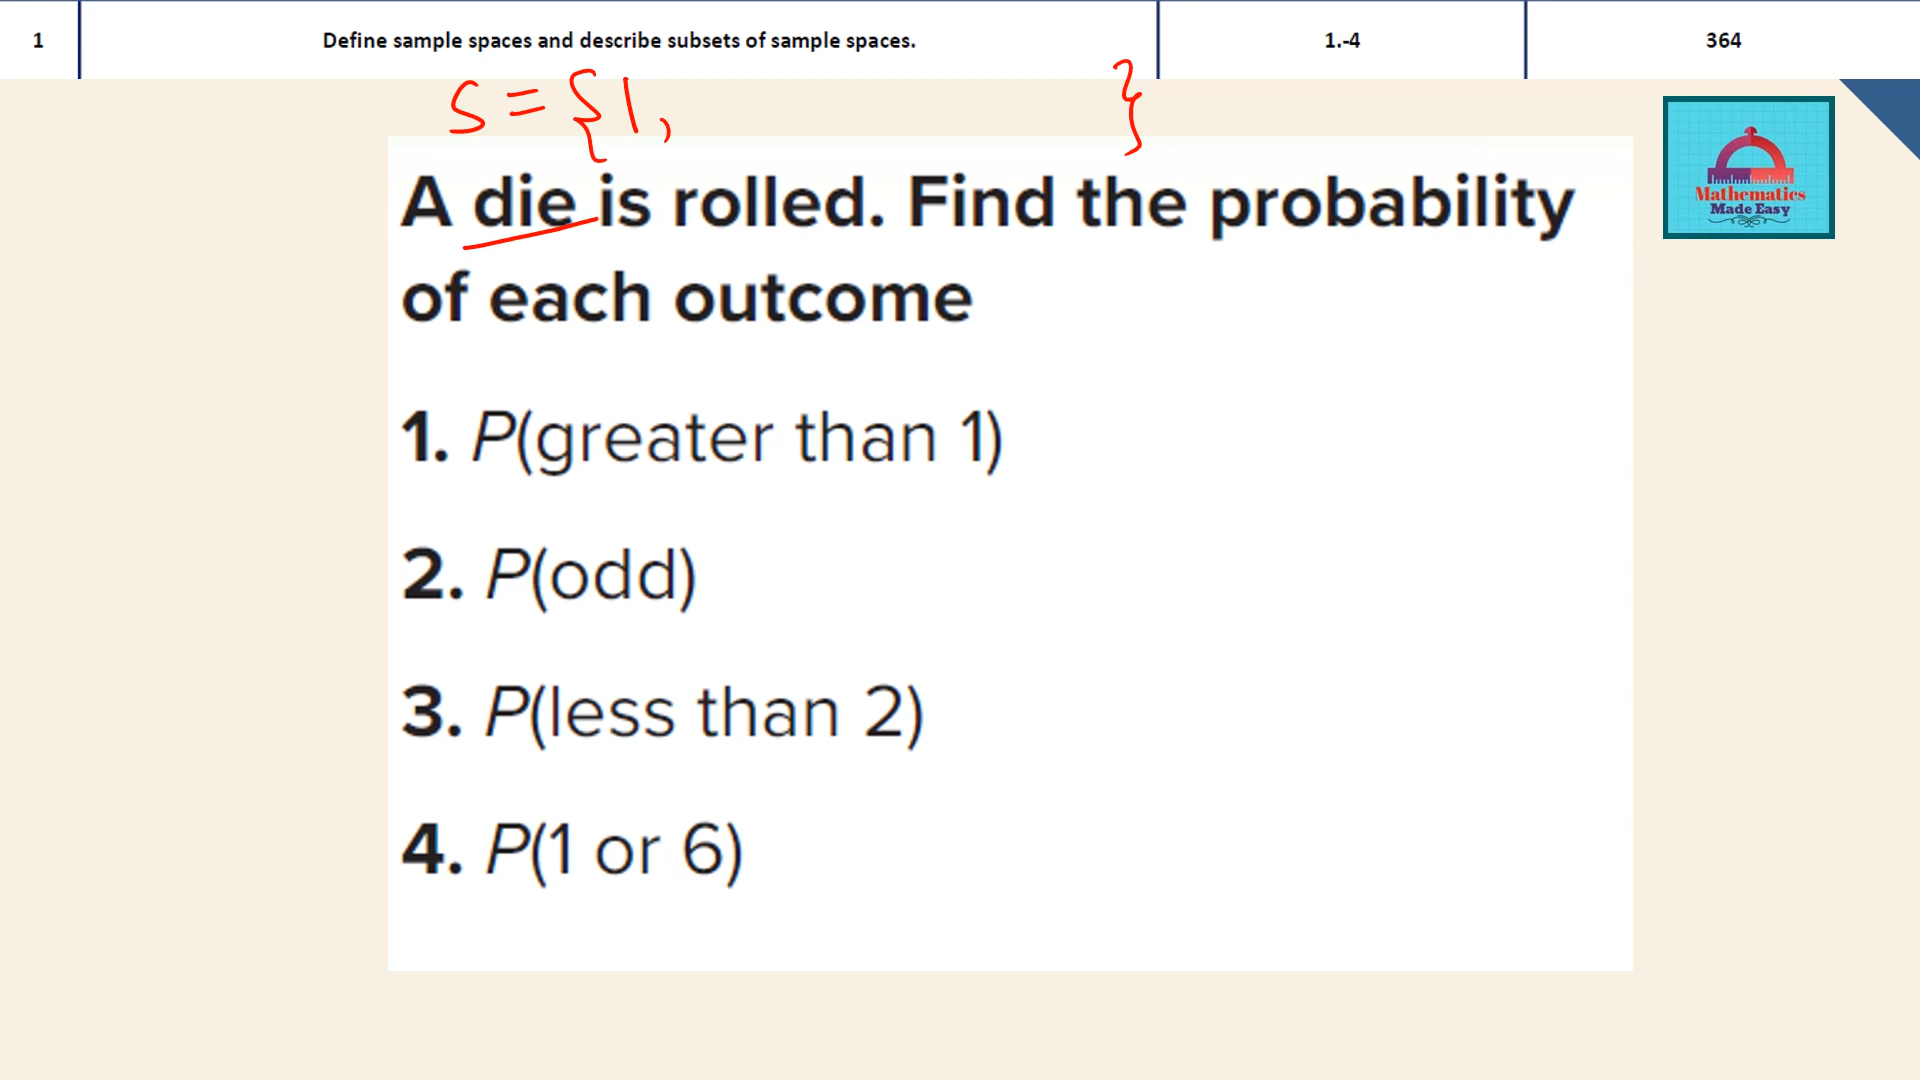 1 Define sample spaces and describe subsets of sample spaces. 1.-4 364
S = {1, }
Mathematics
Made Easy
A die is rolled. Find the probability
of each outcome
1. P(greater than 1)
2. P(odd)
3. P(less than 2)
4. P(1 or 6)